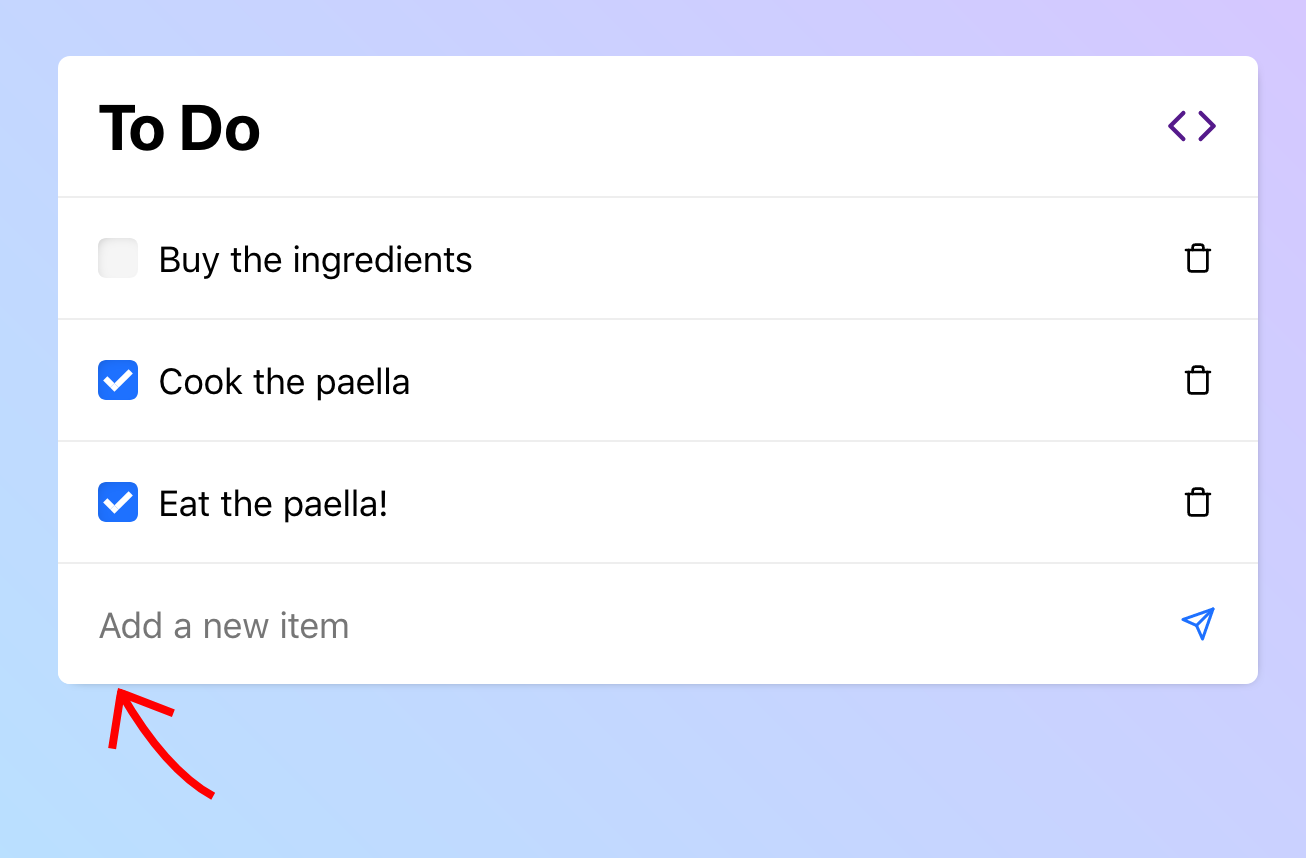 To Do
Buy the ingredients
Cook the paella
Eat the paella!
Add a new item